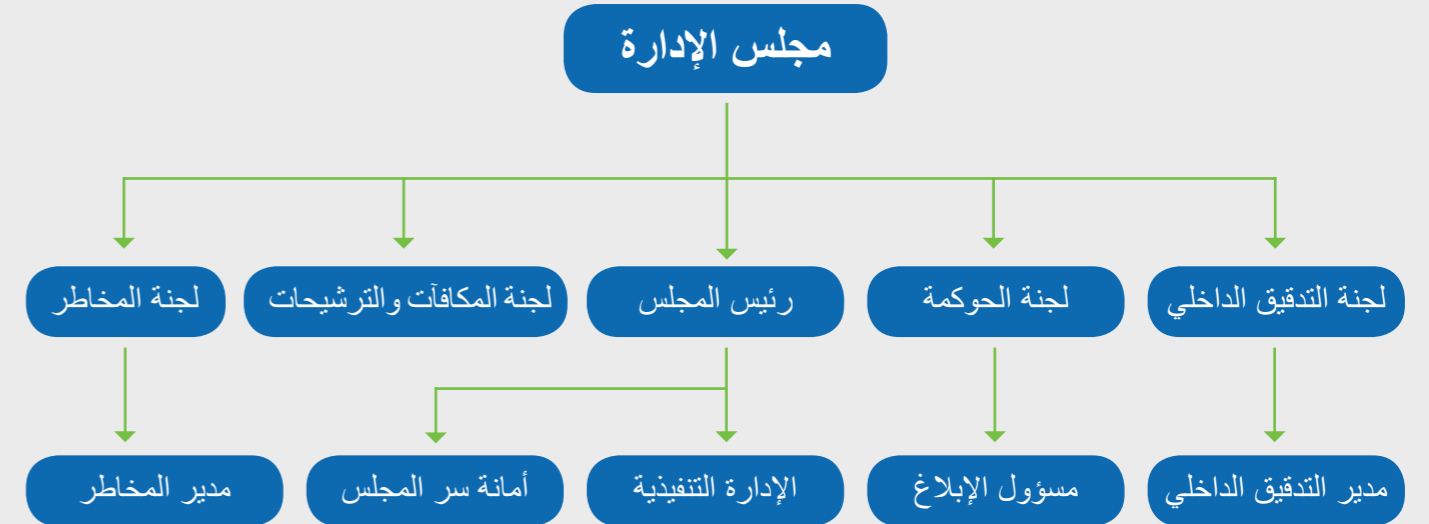 مجلس الإدارة
لجنة التدقيق الداخلي
لجنة الحوكمة
رئيس المجلس
لجنة المكافآت والترشيحات
لجنة المخاطر
مدير التدقيق الداخلي
مسؤول الإبلاغ
الإدارة التنفيذية
أمانة سر المجلس
مدير المخاطر